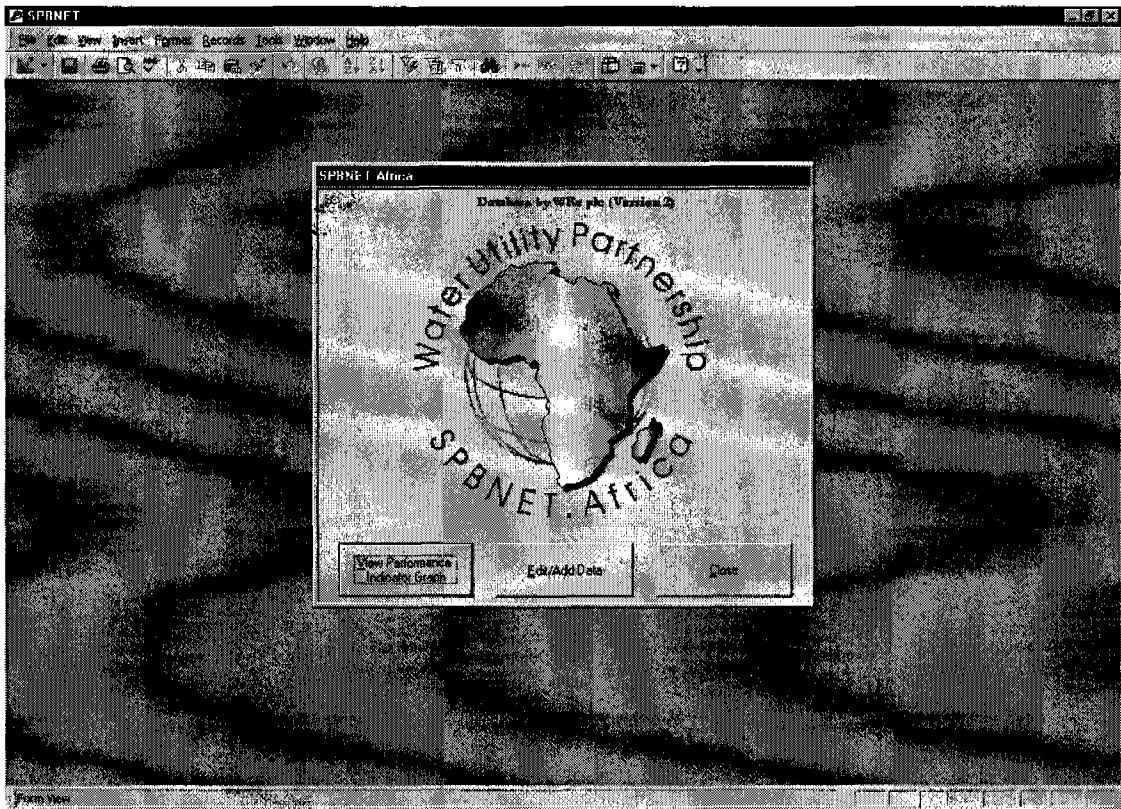 SPBNET
File Edit View Insert Format Records Tools Window Help
SPBNET Africa
Database by WRc plc (Version 2)
Water Utility Partnership
SPBNET.Africa
View Performance
Indicator Graph
Edit/Add Data
Close
Form View